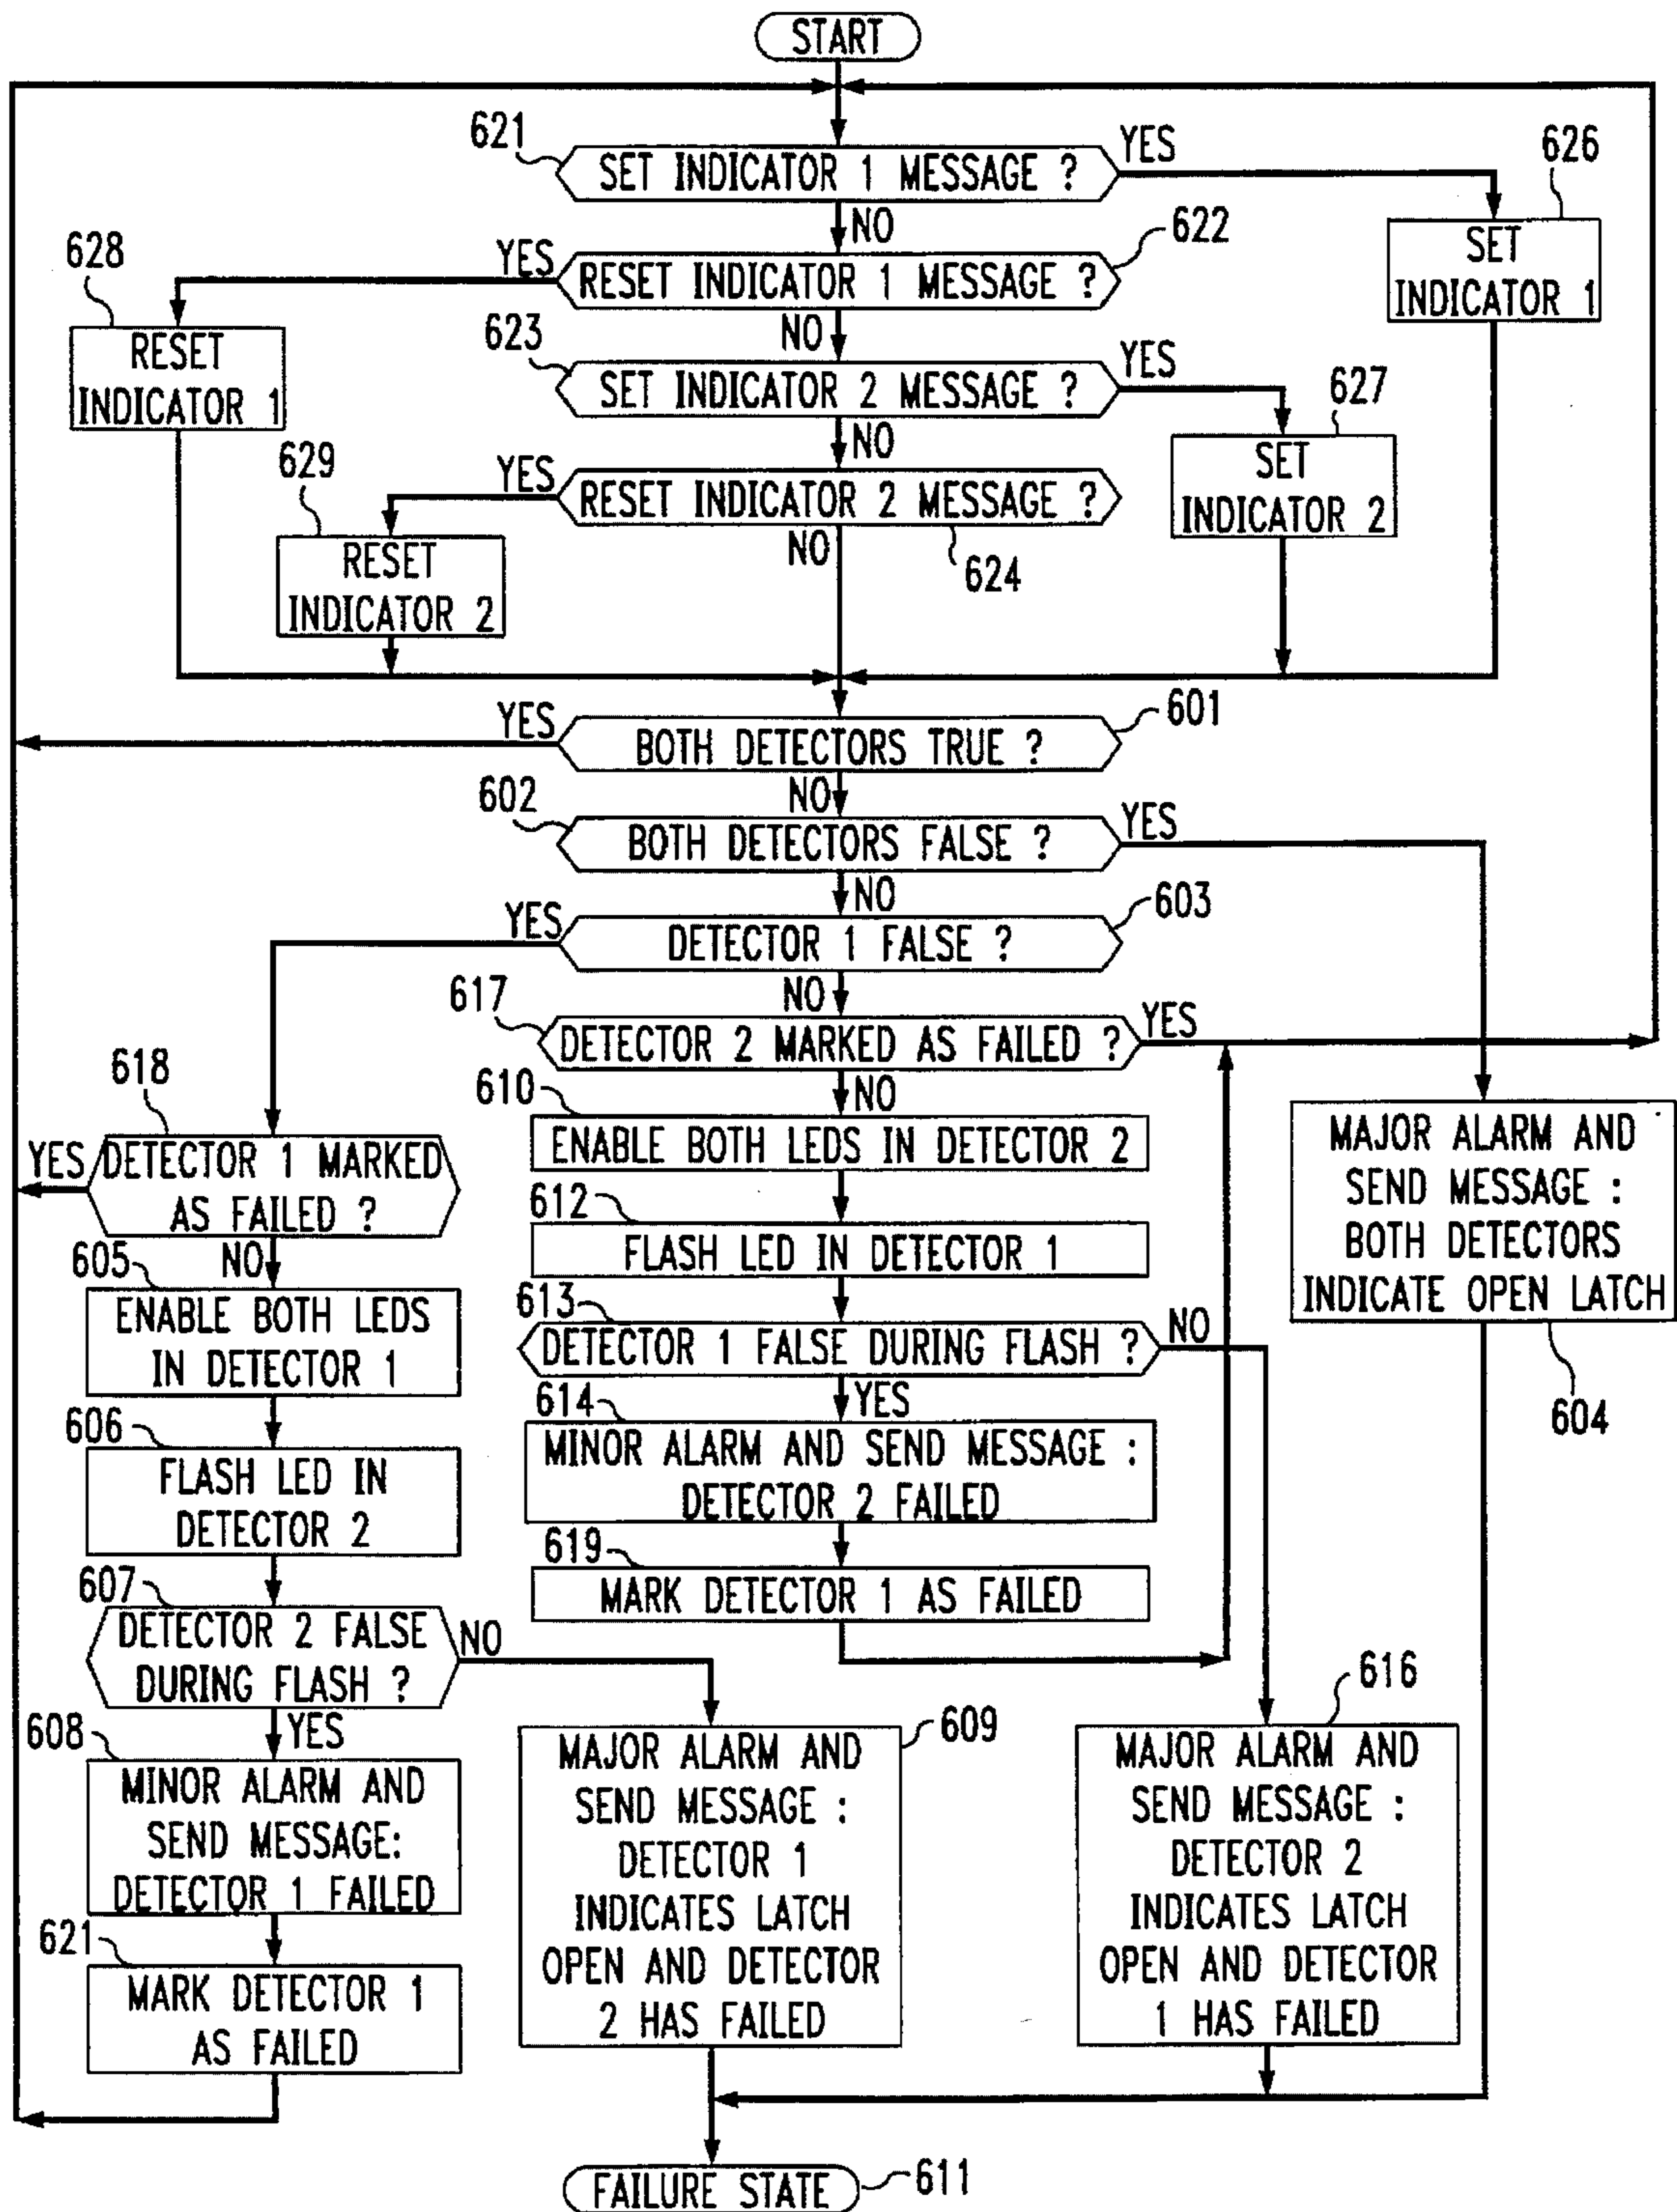 START
621
SET INDICATOR 1 MESSAGE ?
YES
626
NO
SET
INDICATOR 1
628
YES
RESET INDICATOR 1 MESSAGE ?
622
RESET
INDICATOR 1
NO
623
SET INDICATOR 2 MESSAGE ?
YES
627
NO
SET
INDICATOR 2
629
YES
RESET INDICATOR 2 MESSAGE ?
624
RESET
INDICATOR 2
NO
YES
BOTH DETECTORS TRUE ?
601
NO
602
BOTH DETECTORS FALSE ?
YES
NO
YES
DETECTOR 1 FALSE ?
603
NO
617
DETECTOR 2 MARKED AS FAILED ?
YES
NO
618
YES
DETECTOR 1 MARKED
AS FAILED ?
NO
610
ENABLE BOTH LEDS IN DETECTOR 2
MAJOR ALARM AND
SEND MESSAGE :
BOTH DETECTORS
INDICATE OPEN LATCH
604
612
FLASH LED IN DETECTOR 1
605
ENABLE BOTH LEDS
IN DETECTOR 1
613
DETECTOR 1 FALSE DURING FLASH ?
NO
YES
606
FLASH LED IN
DETECTOR 2
614
MINOR ALARM AND SEND MESSAGE :
DETECTOR 2 FAILED
619
MARK DETECTOR 1 AS FAILED
607
DETECTOR 2 FALSE
DURING FLASH ?
NO
YES
608
MINOR ALARM AND
SEND MESSAGE:
DETECTOR 1 FAILED
609
MAJOR ALARM AND
SEND MESSAGE :
DETECTOR 1
INDICATES LATCH
OPEN AND DETECTOR
2 HAS FAILED
616
MAJOR ALARM AND
SEND MESSAGE :
DETECTOR 2
INDICATES LATCH
OPEN AND DETECTOR
1 HAS FAILED
621
MARK DETECTOR 1
AS FAILED
FAILURE STATE
611